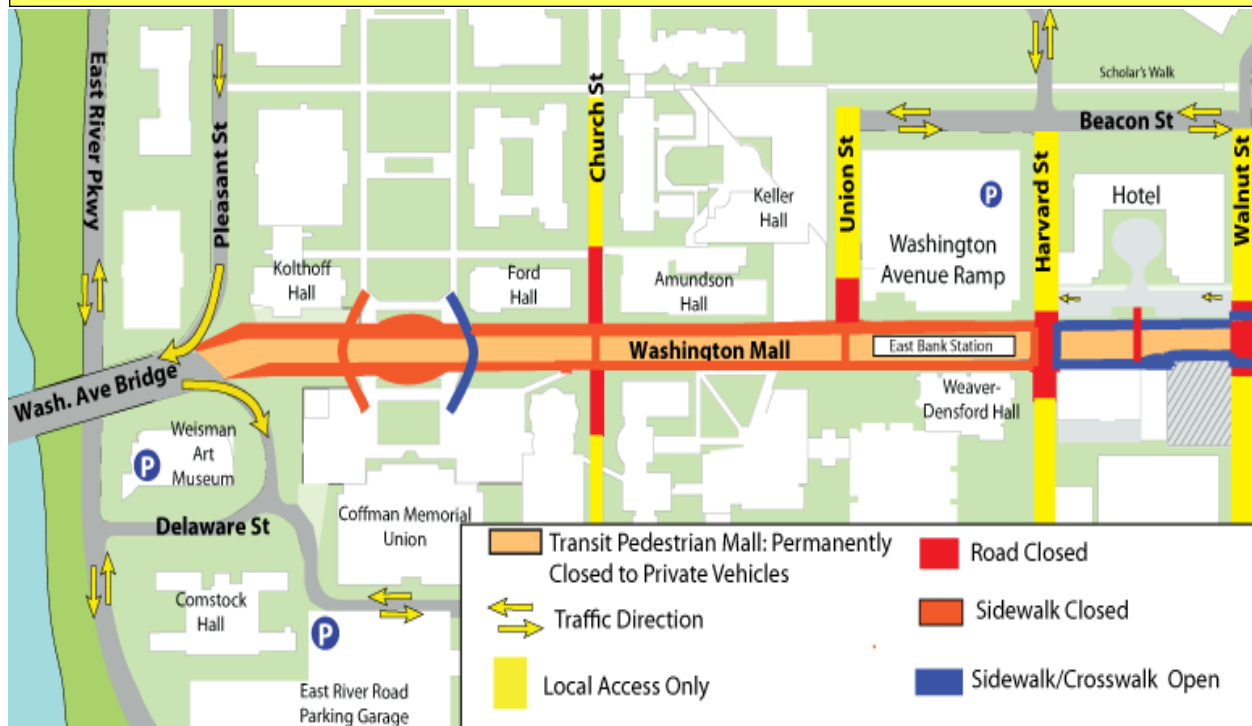 East River Pkwy
Pleasant St
Church St
Scholar's Walk
Beacon St
Union St
Harvard St
Walnut St
Keller
Hall
P
Hotel
Washington
Avenue Ramp
Kolthoff
Hall
Ford
Hall
Amundson
Hall
Washington Mall
East Bank Station
Wash. Ave Bridge
Weaver-
Densford Hall
Weisman
Art
Museum
P
Delaware St
Coffman Memorial
Union
Comstock
Hall
P
East River Road
Parking Garage
Transit Pedestrian Mall: Permanently
Closed to Private Vehicles
Traffic Direction
Local Access Only
Road Closed
Sidewalk Closed
Sidewalk/Crosswalk Open